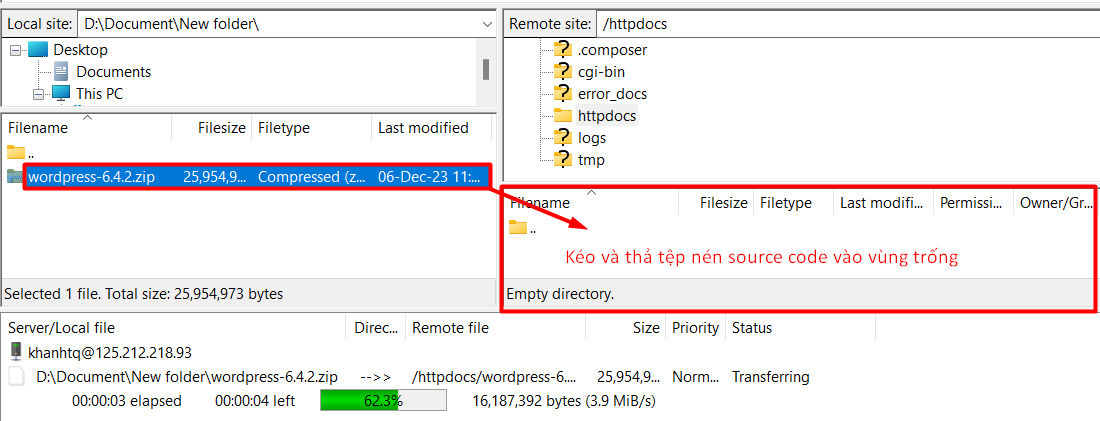 Local site: D:\Document\New folder\
Desktop
Documents
This PC
Filename Filesize Filetype Last modified
..
wordpress-6.4.2.zip 25,954,9... Compressed (z... 06-Dec-23 11:...
Selected 1 file. Total size: 25,954,973 bytes
Remote site: /httpdocs
.composer
cgi-bin
error_docs
httpdocs
logs
tmp
Filename Filesize Filetype Last modifi... Permissi... Owner/Gr...
..
Kéo và thả tệp nén source code vào vùng trống
Empty directory.
Server/Local file Direc... Remote file Size Priority Status
khanhtq@125.212.218.93
D:\Document\New folder\wordpress-6.4.2.zip -->> /httpdocs/wordpress-6.... 25,954,9... Norm... Transferring
00:00:03 elapsed 00:00:04 left 62.3% 16,187,392 bytes (3.9 MiB/s)